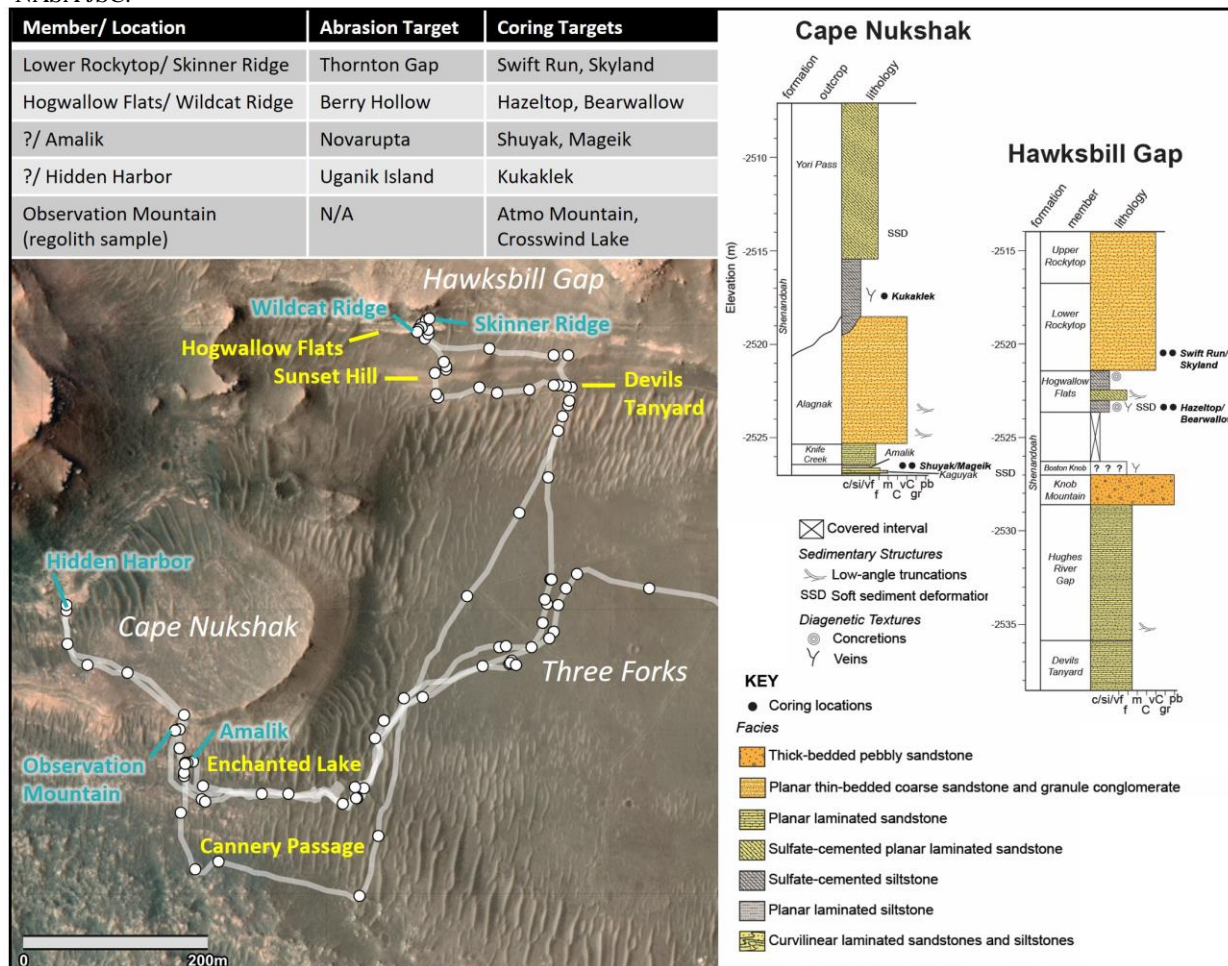 NASA JSC.
Member/ Location Abrasion Target Coring Targets
Lower Rockytop/ Skinner Ridge Thornton Gap Swift Run, Skyland
Hogwallow Flats/ Wildcat Ridge Berry Hollow Hazeltop, Bearwallow
?/ Amalik Novarupta Shuyak, Mageik
?/ Hidden Harbor Uganik Island Kukaklek
Observation Mountain N/A Atmo Mountain,
(regolith sample) Crosswind Lake
Hawksbill Gap
Wildcat Ridge
Skinner Ridge
Hogwallow Flats
Sunset Hill
Devils
Tanyard
Hidden Harbor
Cape Nukshak
Three Forks
Amalik
Observation
Mountain
Enchanted Lake
Cannery Passage
0 200m
Cape Nukshak
formation
outcrop
lithology
Elevation (m)
-2510
-2515
-2520
-2525
Shenandoah
Yori Pass
Alagnak
Knife
Creek
SSD
Kukaklek
Amalik
Shuyak/Mageik
Kaguyak
c/si/vf f m C vC gr pb
Hawksbill Gap
formation
member
lithology
-2515
-2520
-2525
-2530
-2535
SSD
Shenandoah
Upper
Rockytop
Lower
Rockytop
Swift Run/
Skyland
Hogwallow
Flats
SSD
Hazeltop/
Bearwallow
Boston Knob
? ? ?
Knob
Mountain
Hughes
River
Gap
Devils
Tanyard
c/si/vf f m C vC gr pb
Covered interval
Sedimentary Structures
Low-angle truncations
SSD Soft sediment deformation
Diagenetic Textures
Concretions
Veins
KEY
Coring locations
Facies
Thick-bedded pebbly sandstone
Planar thin-bedded coarse sandstone and granule conglomerate
Planar laminated sandstone
Sulfate-cemented planar laminated sandstone
Sulfate-cemented siltstone
Planar laminated siltstone
Curvilinear laminated sandstones and siltstones